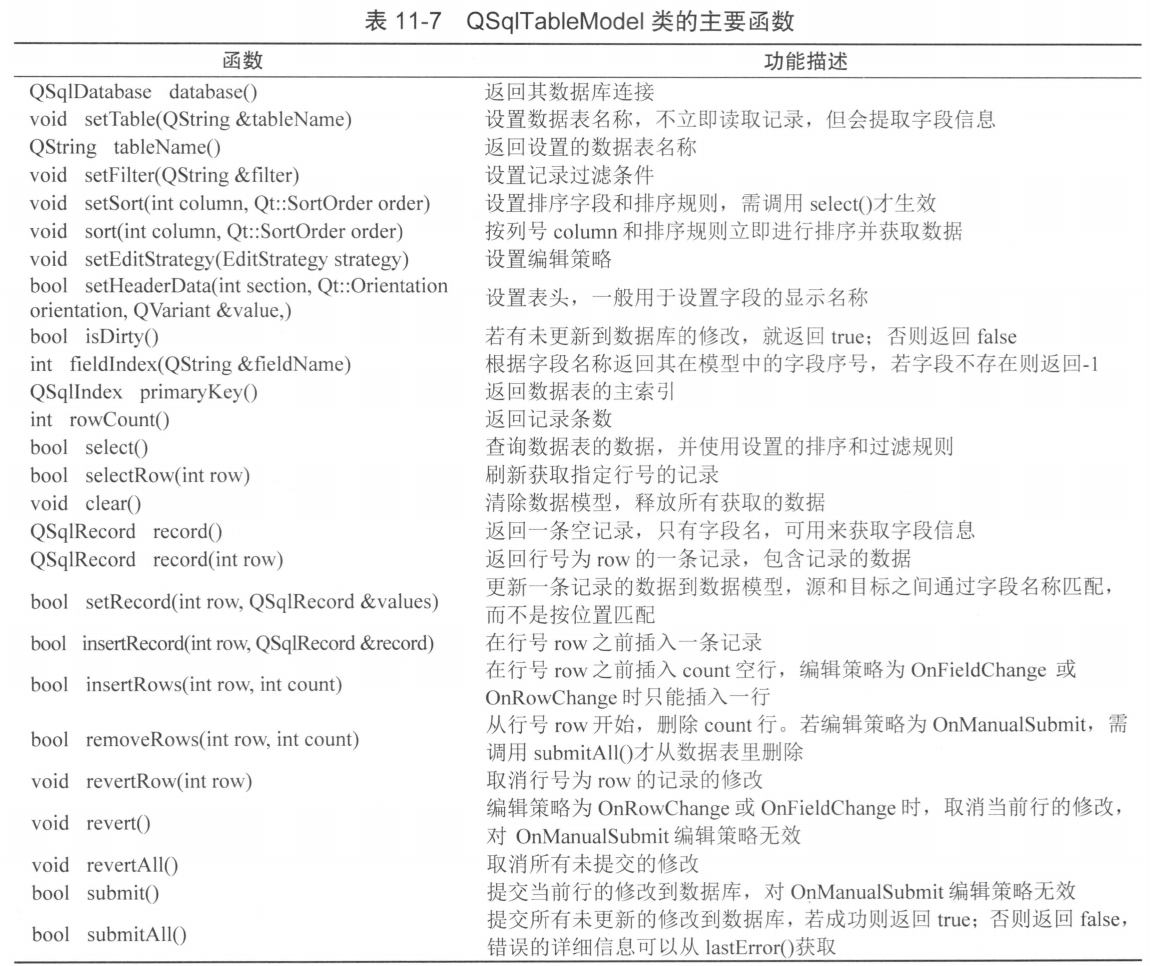 表 11-7 QSqlTableModel 类的主要函数
函数 功能描述
QSqlDatabase database() 返回其数据库连接
void setTable(QString &tableName) 设置数据表名称，不立即读取记录，但会提取字段信息
QString tableName() 返回设置的数据表名称
void setFilter(QString &filter) 设置记录过滤条件
void setSort(int column, Qt::SortOrder order) 设置排序字段和排序规则，需调用 select()才生效
void sort(int column, Qt::SortOrder order) 按列号 column 和排序规则立即进行排序并获取数据
void setEditStrategy(EditStrategy strategy) 设置编辑策略
bool setHeaderData(int section, Qt::Orientation
orientation, QVariant &value,) 设置表头，一般用于设置字段的显示名称
bool isDirty() 若有未更新到数据库的修改，就返回 true；否则返回 false
int fieldIndex(QString &fieldName) 根据字段名称返回其在模型中的字段序号，若字段不存在则返回-1
QSqlIndex primaryKey() 返回数据表的主索引
int rowCount() 返回记录条数
bool select() 查询数据表的数据，并使用设置的排序和过滤规则
bool selectRow(int row) 刷新获取指定行号的记录
void clear() 清除数据模型，释放所有获取的数据
QSqlRecord record() 返回一条空记录，只有字段名，可用来获取字段信息
QSqlRecord record(int row) 返回行号为 row 的一条记录，包含记录的数据
bool setRecord(int row, QSqlRecord &values) 更新一条记录的数据到数据模型，源和目标之间通过字段名称匹配，
而不是按位置匹配
bool insertRecord(int row, QSqlRecord &record) 在行号 row 之前插入一条记录
bool insertRows(int row, int count) 在行号 row 之前插入 count 空行，编辑策略为 OnFieldChange 或
OnRowChange 时只能插入一行
bool removeRows(int row, int count) 从行号 row 开始，删除 count 行。若编辑策略为 OnManualSubmit，需
调用 submitAll()才从数据表里删除
void revertRow(int row) 取消行号为 row 的记录的修改
void revert() 编辑策略为 OnRowChange 或 OnFieldChange 时，取消当前行的修改，
对 OnManualSubmit 编辑策略无效
void revertAll() 取消所有未提交的修改
bool submit() 提交当前行的修改到数据库，对 OnManualSubmit 编辑策略无效
bool submitAll() 提交所有未更新的修改到数据库，若成功则返回 true；否则返回 false，
错误的详细信息可以从 lastError()获取